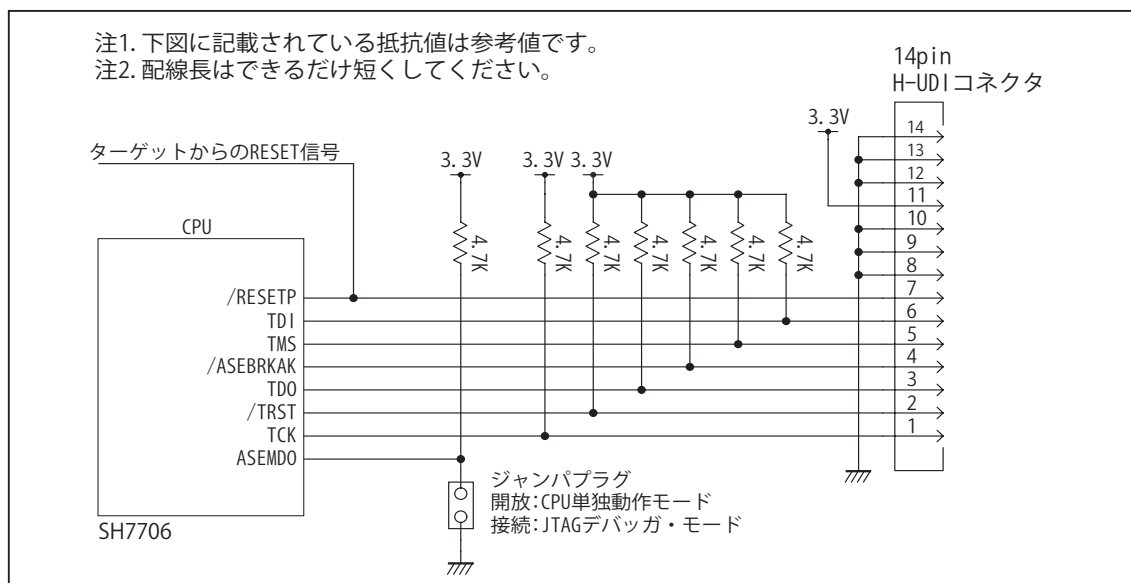 注1. 下図に記載されている抵抗値は参考値です。
注2. 配線長はできるだけ短くしてください。
14pin
H-UDIコネクタ
ターゲットからのRESET信号
3.3V
3.3V
3.3V
3.3V
14
13
12
11
10
9
8
7
6
5
4
3
2
1
CPU
4.7K
4.7K
4.7K
4.7K
4.7K
4.7K
4.7K
/RESETP
TDI
TMS
/ASEBRKAK
TDO
/TRST
TCK
ASEMDO
ジャンパプラグ
開放:CPU単独動作モード
接続:JTAGデバッガ・モード
SH7706